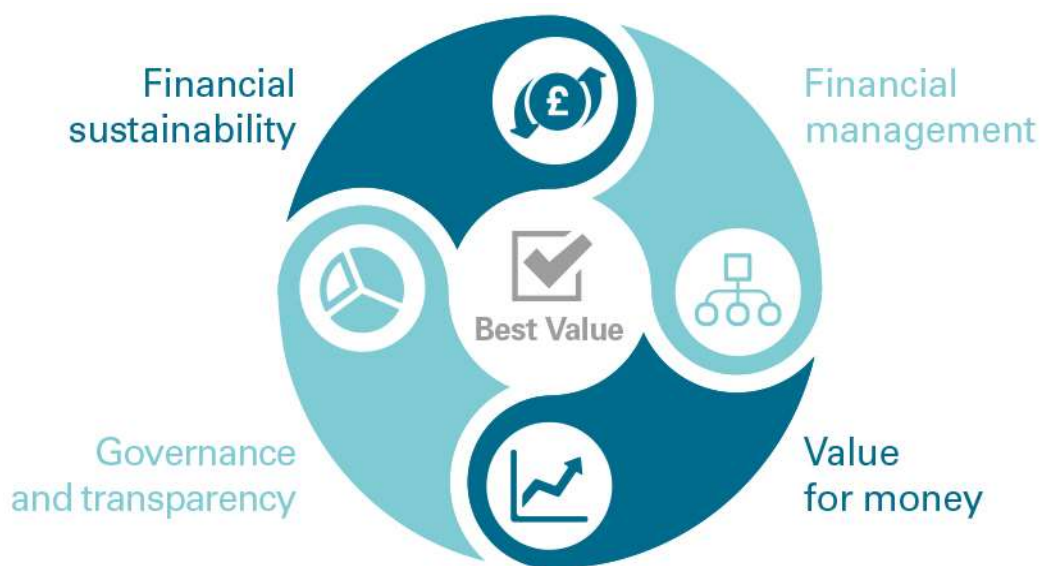 Financial
sustainability
Financial
management
£
Best Value
Governance
and transparency
Value
for money